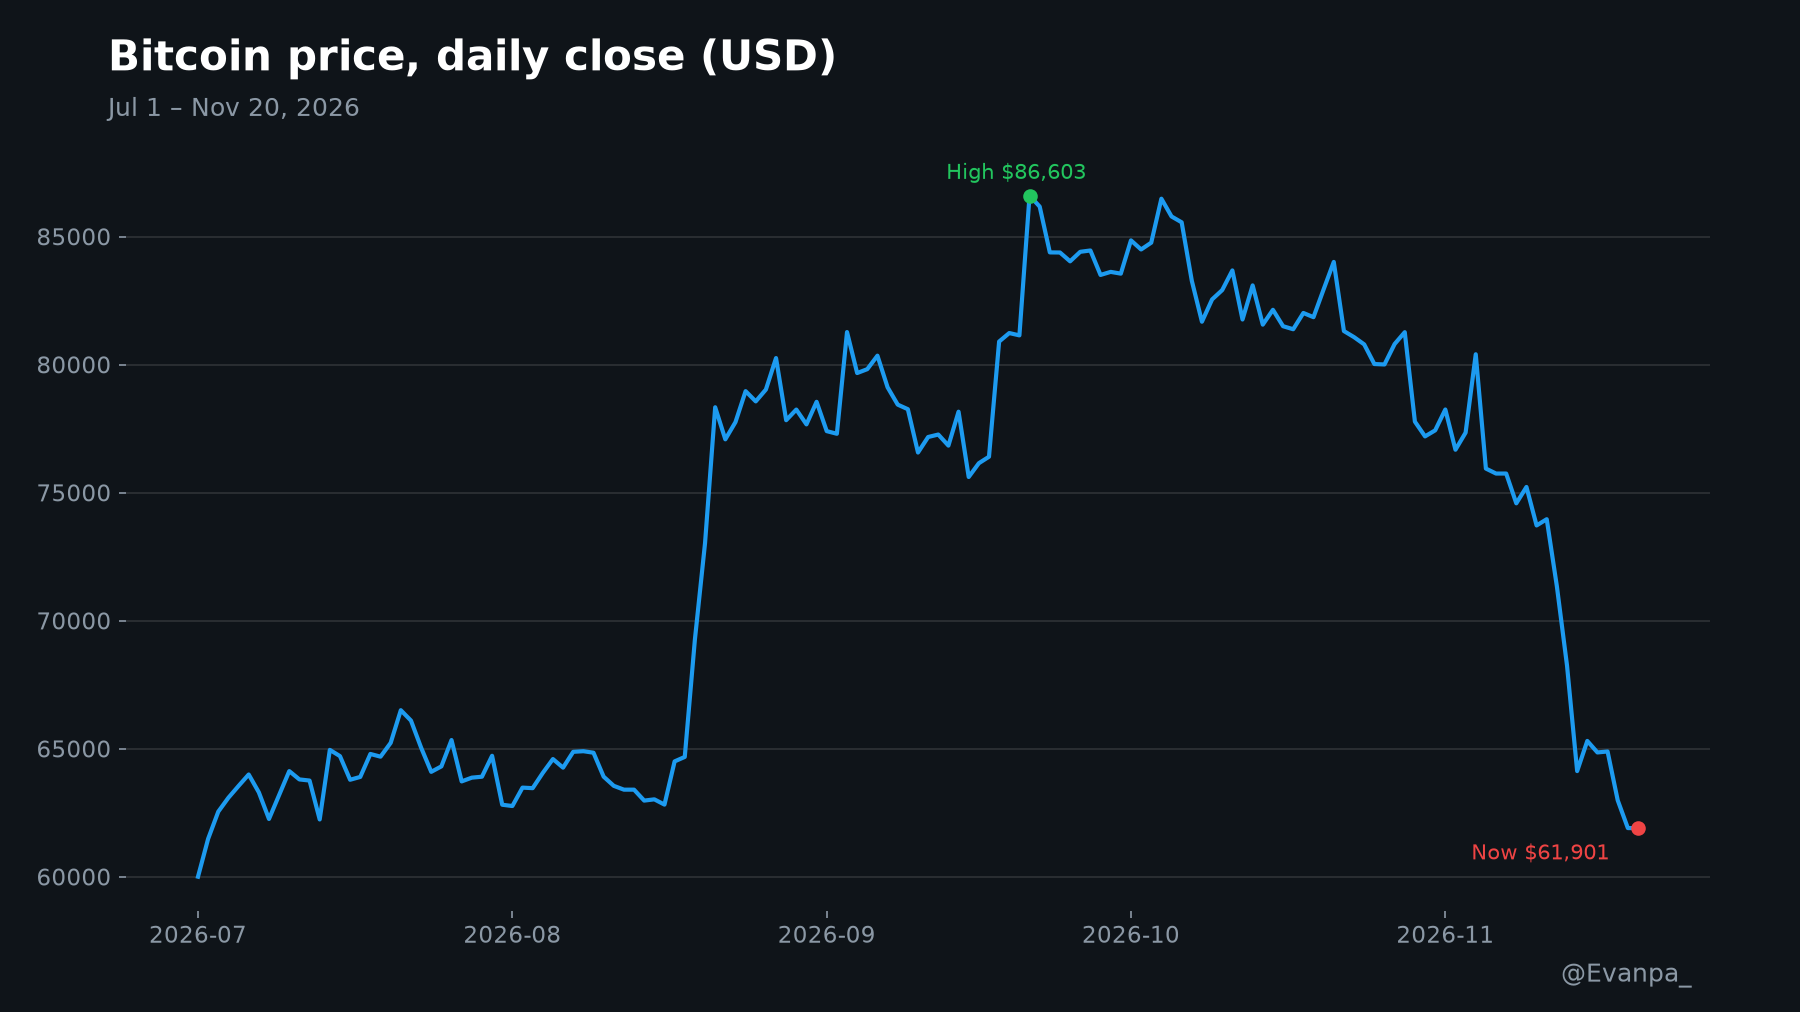 Bitcoin price, daily close (USD)
Jul 1 – Nov 20, 2026
High $86,603
85000
80000
75000
70000
65000
60000
Now $61,901
2026-07 2026-08 2026-09 2026-10 2026-11
@Evanpa_